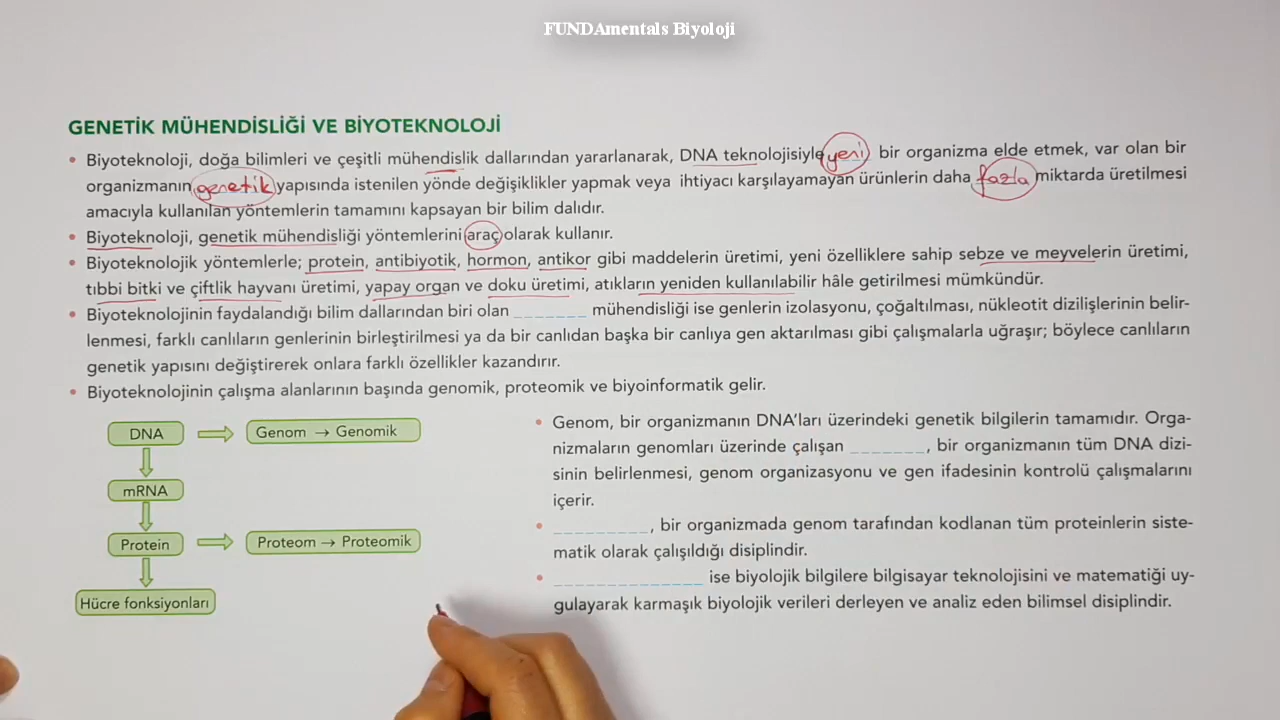 FUNDAmentals Biyoloji
GENETİK MÜHENDİSLİĞİ VE BİYOTEKNOLOJİ
• Biyoteknoloji, doğa bilimleri ve çeşitli mühendislik dallarından yararlanarak, DNA teknolojisiyle yeni bir organizma elde etmek, var olan bir
organizmanın genetik yapısında istenilen yönde değişiklikler yapmak veya ihtiyacı karşılayamayan ürünlerin daha fazla miktarda üretilmesi
amacıyla kullanılan yöntemlerin tamamını kapsayan bir bilim dalıdır.
• Biyoteknoloji, genetik mühendisliği yöntemlerini araç olarak kullanır.
• Biyoteknolojik yöntemlerle; protein, antibiyotik, hormon, antikor gibi maddelerin üretimi, yeni özelliklere sahip sebze ve meyvelerin üretimi,
tıbbi bitki ve çiftlik hayvanı üretimi, yapay organ ve doku üretimi, atıkların yeniden kullanılabilir hâle getirilmesi mümkündür.
• Biyoteknolojinin faydalandığı bilim dallarından biri olan _______ mühendisliği ise genlerin izolasyonu, çoğaltılması, nükleotit dizilişlerinin belir-
lenmesi, farklı canlıların genlerinin birleştirilmesi ya da bir canlıdan başka bir canlıya gen aktarılması gibi çalışmalarla uğraşır; böylece canlıların
genetik yapısını değiştirerek onlara farklı özellikler kazandırır.
• Biyoteknolojinin çalışma alanlarının başında genomik, proteomik ve biyoinformatik gelir.
DNA → Genom → Genomik
mRNA
Protein → Proteom → Proteomik
Hücre fonksiyonları
• Genom, bir organizmanın DNA'ları üzerindeki genetik bilgilerin tamamıdır. Orga-
nizmaların genomları üzerinde çalışan _______, bir organizmanın tüm DNA dizi-
sinin belirlenmesi, genom organizasyonu ve gen ifadesinin kontrolü çalışmalarını
içerir.
• _________, bir organizmada genom tarafından kodlanan tüm proteinlerin siste-
matik olarak çalışıldığı disiplindir.
• ______________ ise biyolojik bilgilere bilgisayar teknolojisini ve matematiği uy-
gulayarak karmaşık biyolojik verileri derleyen ve analiz eden bilimsel disiplindir.